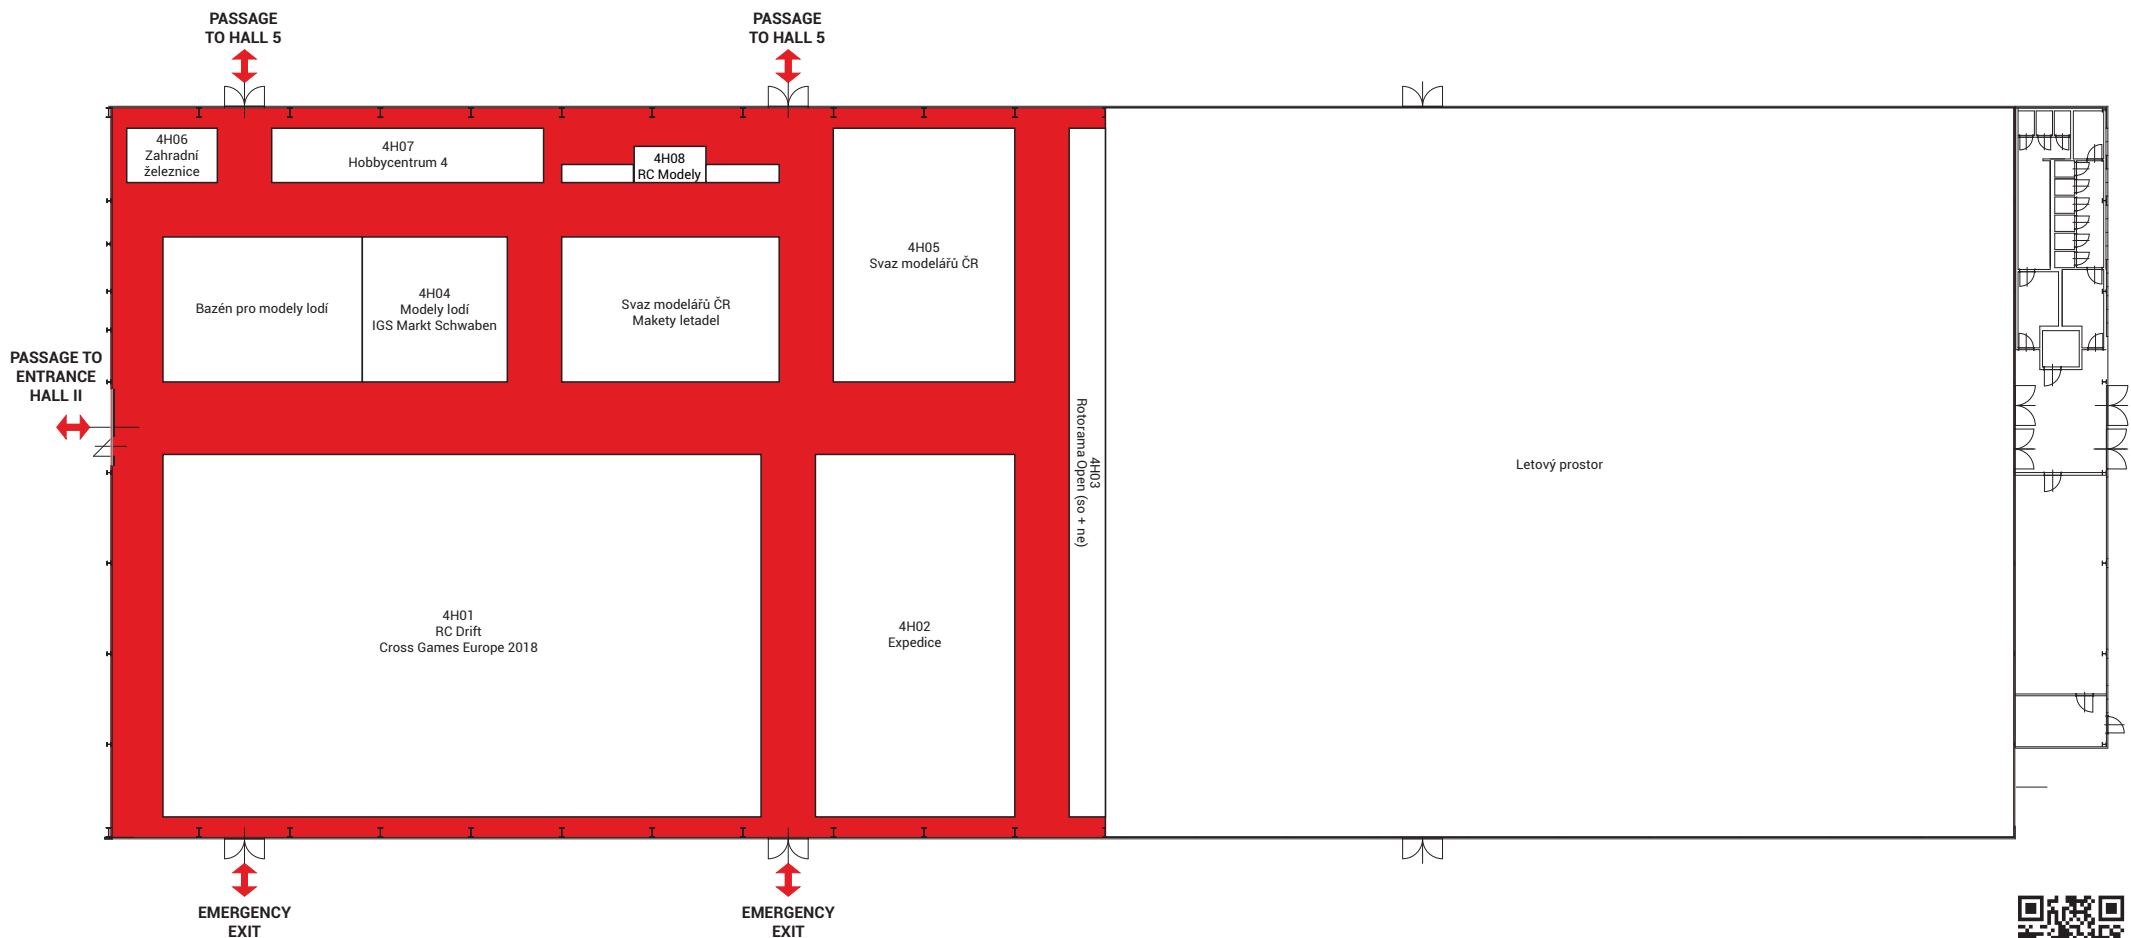 PASSAGE
TO HALL 5
PASSAGE
TO HALL 5
4H06
Zahradní
železnice
4H07
Hobbycentrum 4
4H08
RC Modely
4H05
Svaz modelářů ČR
Bazén pro modely lodí
4H04
Modely lodí
IGS Markt Schwaben
Svaz modelářů ČR
Makety letadel
PASSAGE TO
ENTRANCE
HALL II
4H03
Rotorama Open (so + ne)
Letový prostor
4H01
RC Drift
Cross Games Europe 2018
4H02
Expedice
EMERGENCY
EXIT
EMERGENCY
EXIT